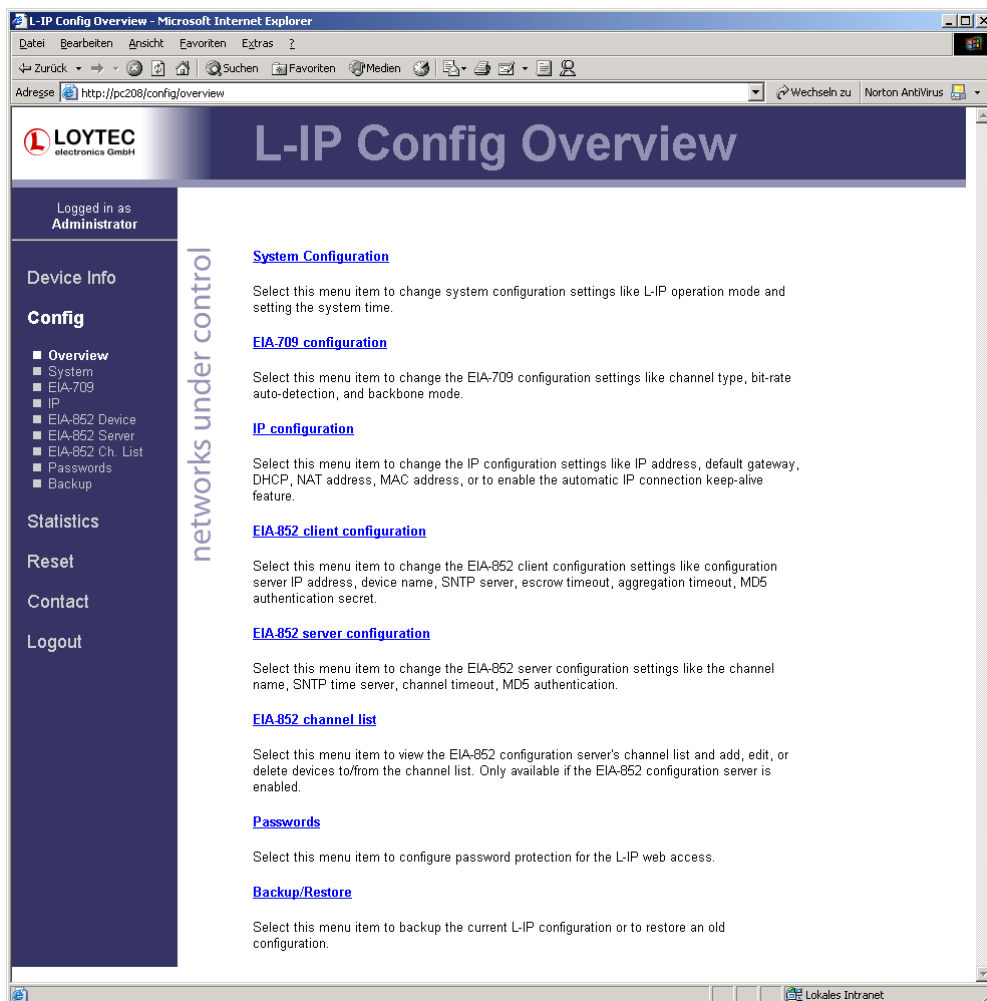 L-IP Config Overview - Microsoft Internet Explorer
Datei Bearbeiten Ansicht Favoriten Extras ?
Zurück Suchen Favoriten Medien
Adresse http://pc208/config/overview Wechseln zu Norton AntiVirus
LOYTEC
electronics GmbH
L-IP Config Overview
Logged in as
Administrator
Device Info
Config
Overview
System
EIA-709
IP
EIA-852 Device
EIA-852 Server
EIA-852 Ch. List
Passwords
Backup
Statistics
Reset
Contact
Logout
networks under control
System Configuration
Select this menu item to change system configuration settings like L-IP operation mode and
setting the system time.
EIA-709 configuration
Select this menu item to change the EIA-709 configuration settings like channel type, bit-rate
auto-detection, and backbone mode.
IP configuration
Select this menu item to change the IP configuration settings like IP address, default gateway,
DHCP, NAT address, MAC address, or to enable the automatic IP connection keep-alive
feature.
EIA-852 client configuration
Select this menu item to change the EIA-852 client configuration settings like configuration
server IP address, device name, SNTP server, escrow timeout, aggregation timeout, MD5
authentication secret.
EIA-852 server configuration
Select this menu item to change the EIA-852 server configuration settings like the channel
name, SNTP time server, channel timeout, MD5 authentication.
EIA-852 channel list
Select this menu item to view the EIA-852 configuration server's channel list and add, edit, or
delete devices to/from the channel list. Only available if the EIA-852 configuration server is
enabled.
Passwords
Select this menu item to configure password protection for the L-IP web access.
Backup/Restore
Select this menu item to backup the current L-IP configuration or to restore an old
configuration.
Lokales Intranet